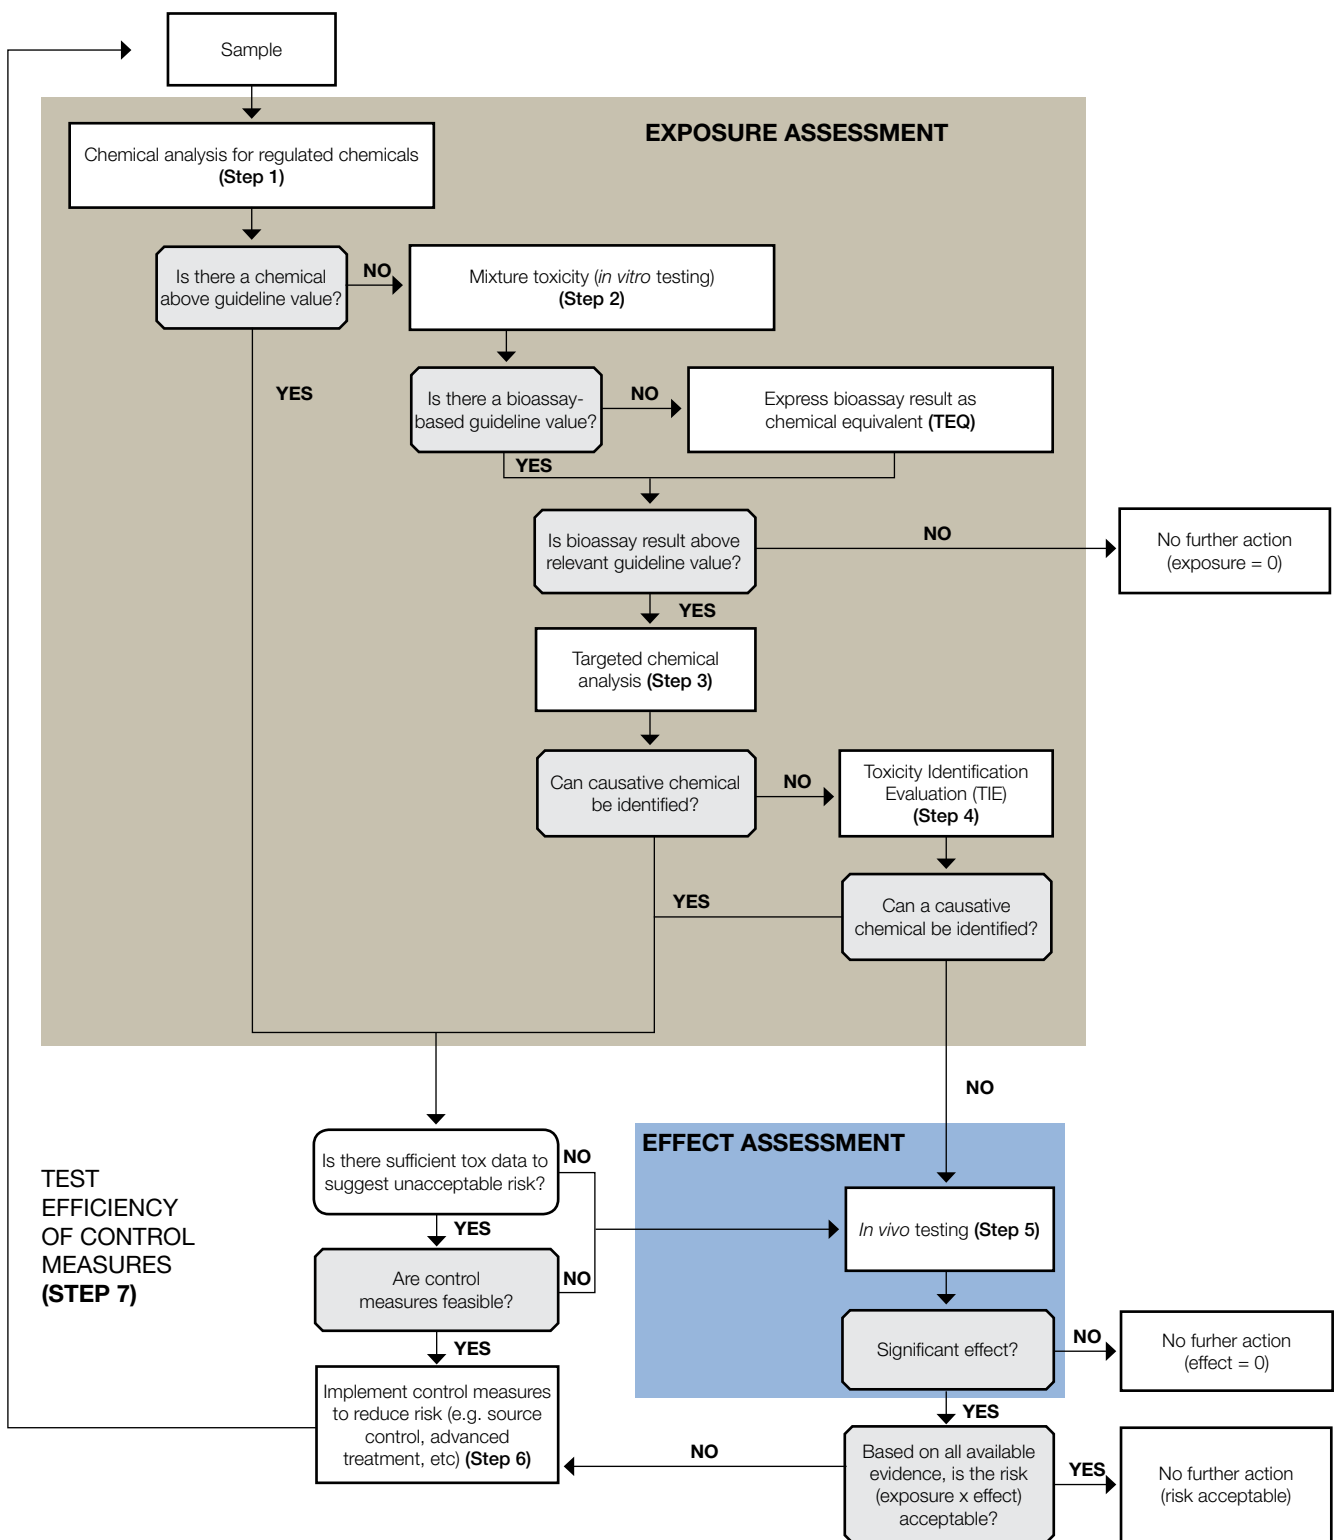 Sample
EXPOSURE ASSESSMENT
Chemical analysis for regulated chemicals
(Step 1)
Is there a chemical
above guideline value?
NO
Mixture toxicity (in vitro testing)
(Step 2)
YES
Is there a bioassay-
based guideline value?
NO
Express bioassay result as
chemical equivalent (TEQ)
YES
Is bioassay result above
relevant guideline value?
NO
No further action
(exposure = 0)
YES
Targeted chemical
analysis (Step 3)
Can causative chemical
be identified?
NO
Toxicity Identification
Evaluation (TIE)
(Step 4)
YES
Can a causative
chemical be identified?
NO
EFFECT ASSESSMENT
Is there sufficient tox data to
suggest unacceptable risk?
NO
TEST
EFFICIENCY
OF CONTROL
MEASURES
(STEP 7)
YES
In vivo testing (Step 5)
Are control
measures feasible?
NO
YES
Significant effect?
NO
No furher action
(effect = 0)
Implement control measures
to reduce risk (e.g. source
control, advanced
treatment, etc) (Step 6)
YES
NO
Based on all available
evidence, is the risk
(exposure x effect)
acceptable?
YES
No further action
(risk acceptable)